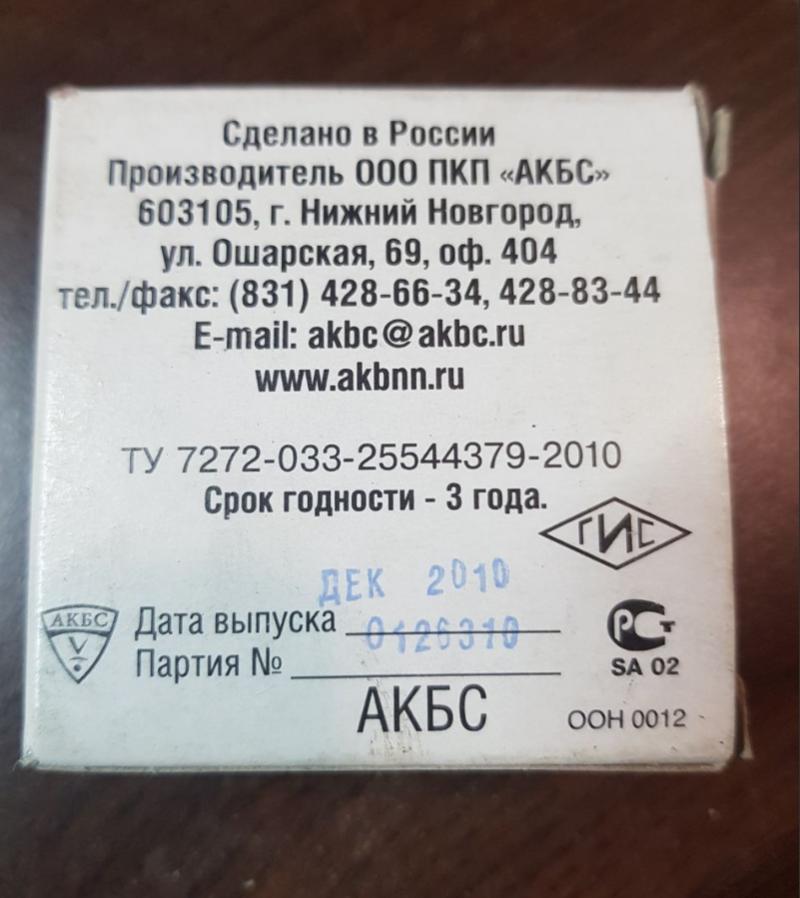 Сделано в России
Производитель ООО ПКП «АКБС»
603105, г. Нижний Новгород,
ул. Ошарская, 69, оф. 404
тел./факс: (831) 428-66-34, 428-83-44
E-mail: akbc@akbc.ru
www.akbnn.ru
ТУ 7272-033-25544379-2010
Срок годности - 3 года.
ГИС
ДЕК 2010
АКБС
Дата выпуска 0126310
Партия №
РСТ
SA 02
АКБС
ООН 0012